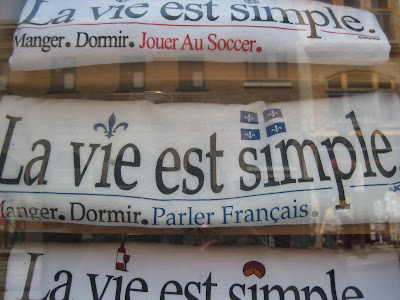 La vie est simple.
Manger. Dormir. Jouer Au Soccer.
La vie est simple.
Manger. Dormir. Parler Français.
La vie est simple.